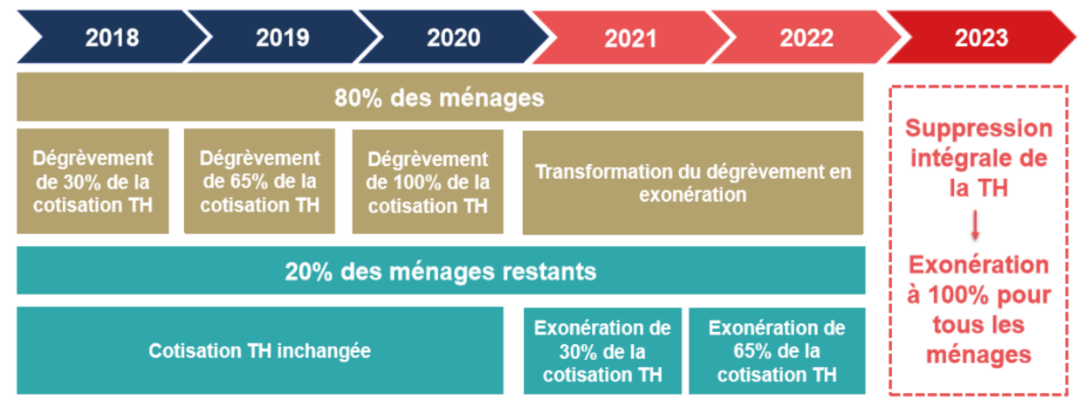 2018
2019
2020
2021
2022
2023
80% des ménages
Dégrèvement
de 30% de la
cotisation TH
Dégrèvement
de 65% de la
cotisation TH
Dégrèvement
de 100% de la
cotisation TH
Transformation du dégrèvement en
exonération
20% des ménages restants
Cotisation TH inchangée
Exonération de
30% de la
cotisation TH
Exonération de
65% de la
cotisation TH
Suppression
intégrale de
la TH
Exonération
à 100% pour
tous les
ménages